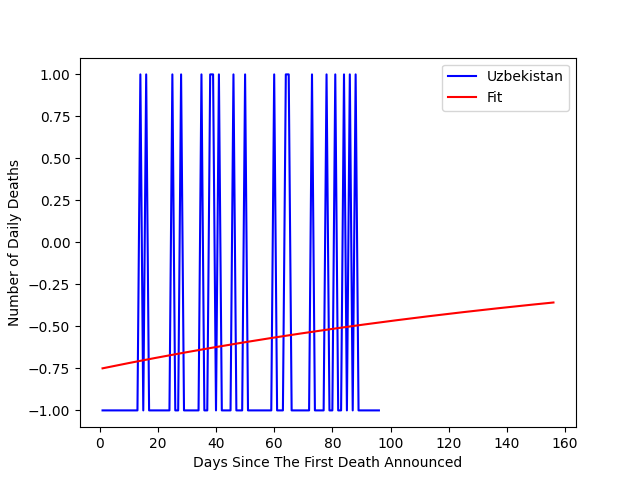 Uzbekistan
Fit
1.00
0.75
0.50
0.25
0.00
−0.25
−0.50
−0.75
−1.00
Number of Daily Deaths
0 20 40 60 80 100 120 140 160
Days Since The First Death Announced